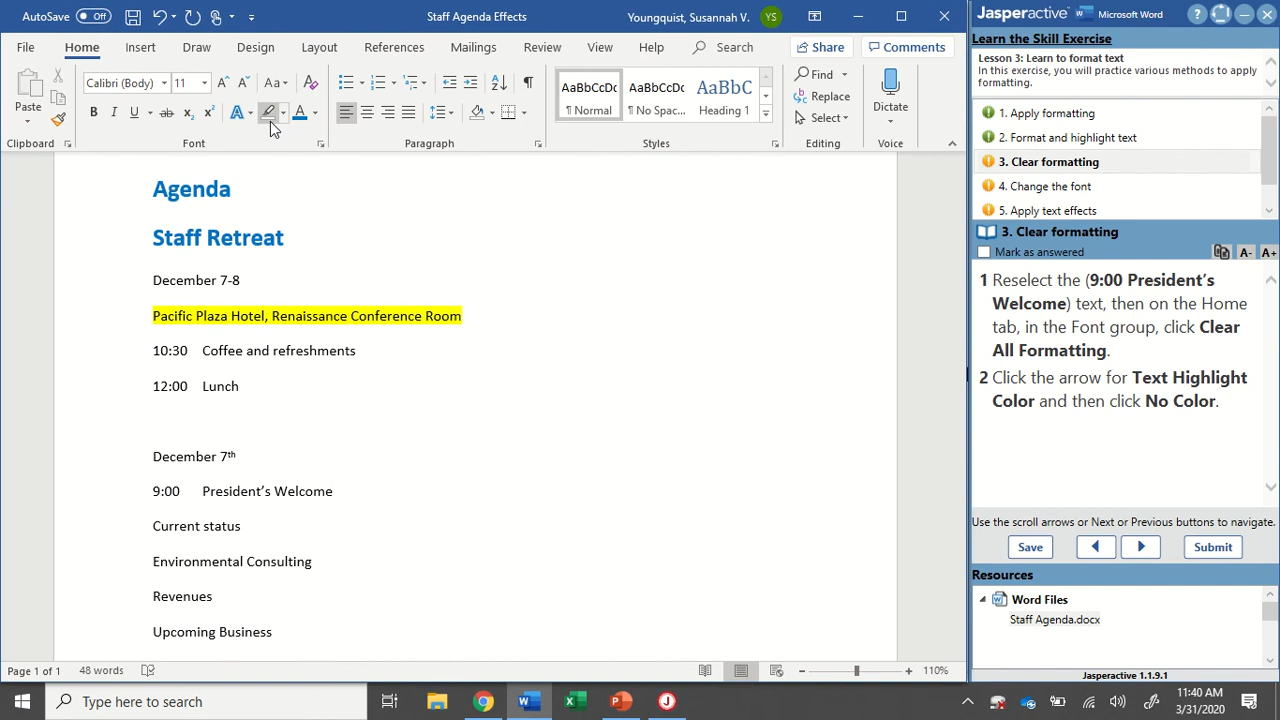 AutoSave Off
Staff Agenda Effects
Youngquist, Susannah V. YS
File Home Insert Draw Design Layout References Mailings Review View Help Search Share Comments
Paste
Calibri (Body) 11
AaBbCcDc AaBbCcDc AaBbC
¶ Normal ¶ No Spac... Heading 1
Find
Replace
Select
Dictate
Clipboard Font Paragraph Styles Editing Voice
Agenda
Staff Retreat
December 7-8
Pacific Plaza Hotel, Renaissance Conference Room
10:30 Coffee and refreshments
12:00 Lunch
December 7th
9:00 President’s Welcome
Current status
Environmental Consulting
Revenues
Upcoming Business
Page 1 of 1 48 words 110%
Jasperactive Microsoft Word
Learn the Skill Exercise
Lesson 3: Learn to format text
In this exercise, you will practice various methods to apply
formatting.
1. Apply formatting
2. Format and highlight text
3. Clear formatting
4. Change the font
5. Apply text effects
3. Clear formatting
Mark as answered A- A+
1 Reselect the (9:00 President’s
Welcome) text, then on the Home
tab, in the Font group, click Clear
All Formatting.
2 Click the arrow for Text Highlight
Color and then click No Color.
Use the scroll arrows or Next or Previous buttons to navigate.
Save Submit
Resources
Word Files
Staff Agenda.docx
Jasperactive 1.1.9.1
Type here to search
11:40 AM
3/31/2020